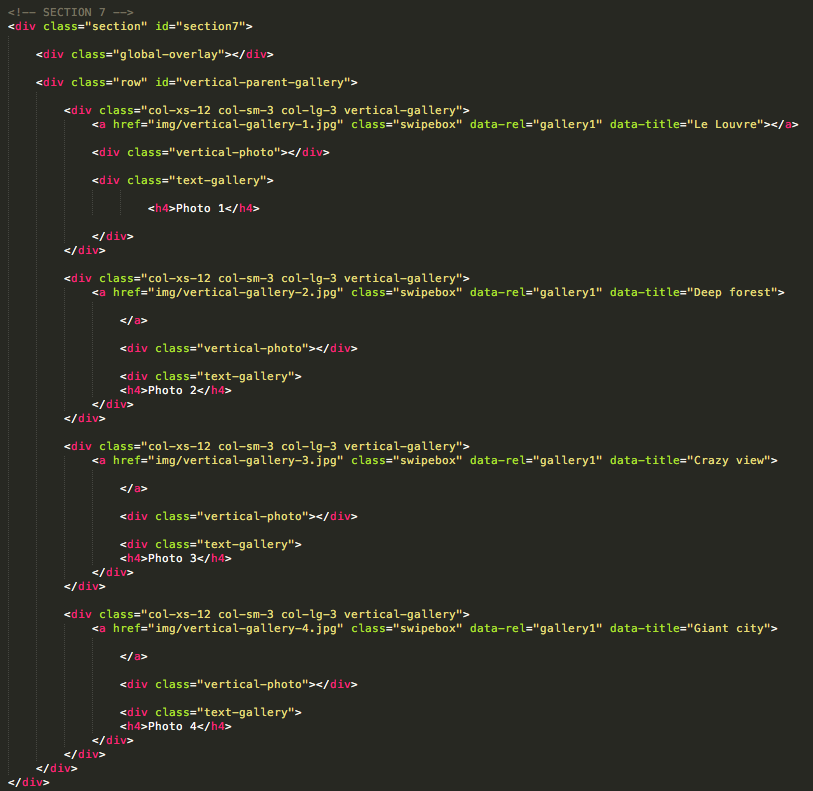 <!-- SECTION 7 -->
<div class="section" id="section7">
<div class="global-overlay"></div>
<div class="row" id="vertical-parent-gallery">
<div class="col-xs-12 col-sm-3 col-lg-3 vertical-gallery">
<a href="img/vertical-gallery-1.jpg" class="swipebox" data-rel="gallery1" data-title="Le Louvre"></a>
<div class="vertical-photo"></div>
<div class="text-gallery">
<h4>Photo 1</h4>
</div>
</div>
<div class="col-xs-12 col-sm-3 col-lg-3 vertical-gallery">
<a href="img/vertical-gallery-2.jpg" class="swipebox" data-rel="gallery1" data-title="Deep forest">
</a>
<div class="vertical-photo"></div>
<div class="text-gallery">
<h4>Photo 2</h4>
</div>
</div>
<div class="col-xs-12 col-sm-3 col-lg-3 vertical-gallery">
<a href="img/vertical-gallery-3.jpg" class="swipebox" data-rel="gallery1" data-title="Crazy view">
</a>
<div class="vertical-photo"></div>
<div class="text-gallery">
<h4>Photo 3</h4>
</div>
</div>
<div class="col-xs-12 col-sm-3 col-lg-3 vertical-gallery">
<a href="img/vertical-gallery-4.jpg" class="swipebox" data-rel="gallery1" data-title="Giant city">
</a>
<div class="vertical-photo"></div>
<div class="text-gallery">
<h4>Photo 4</h4>
</div>
</div>
</div>
</div>